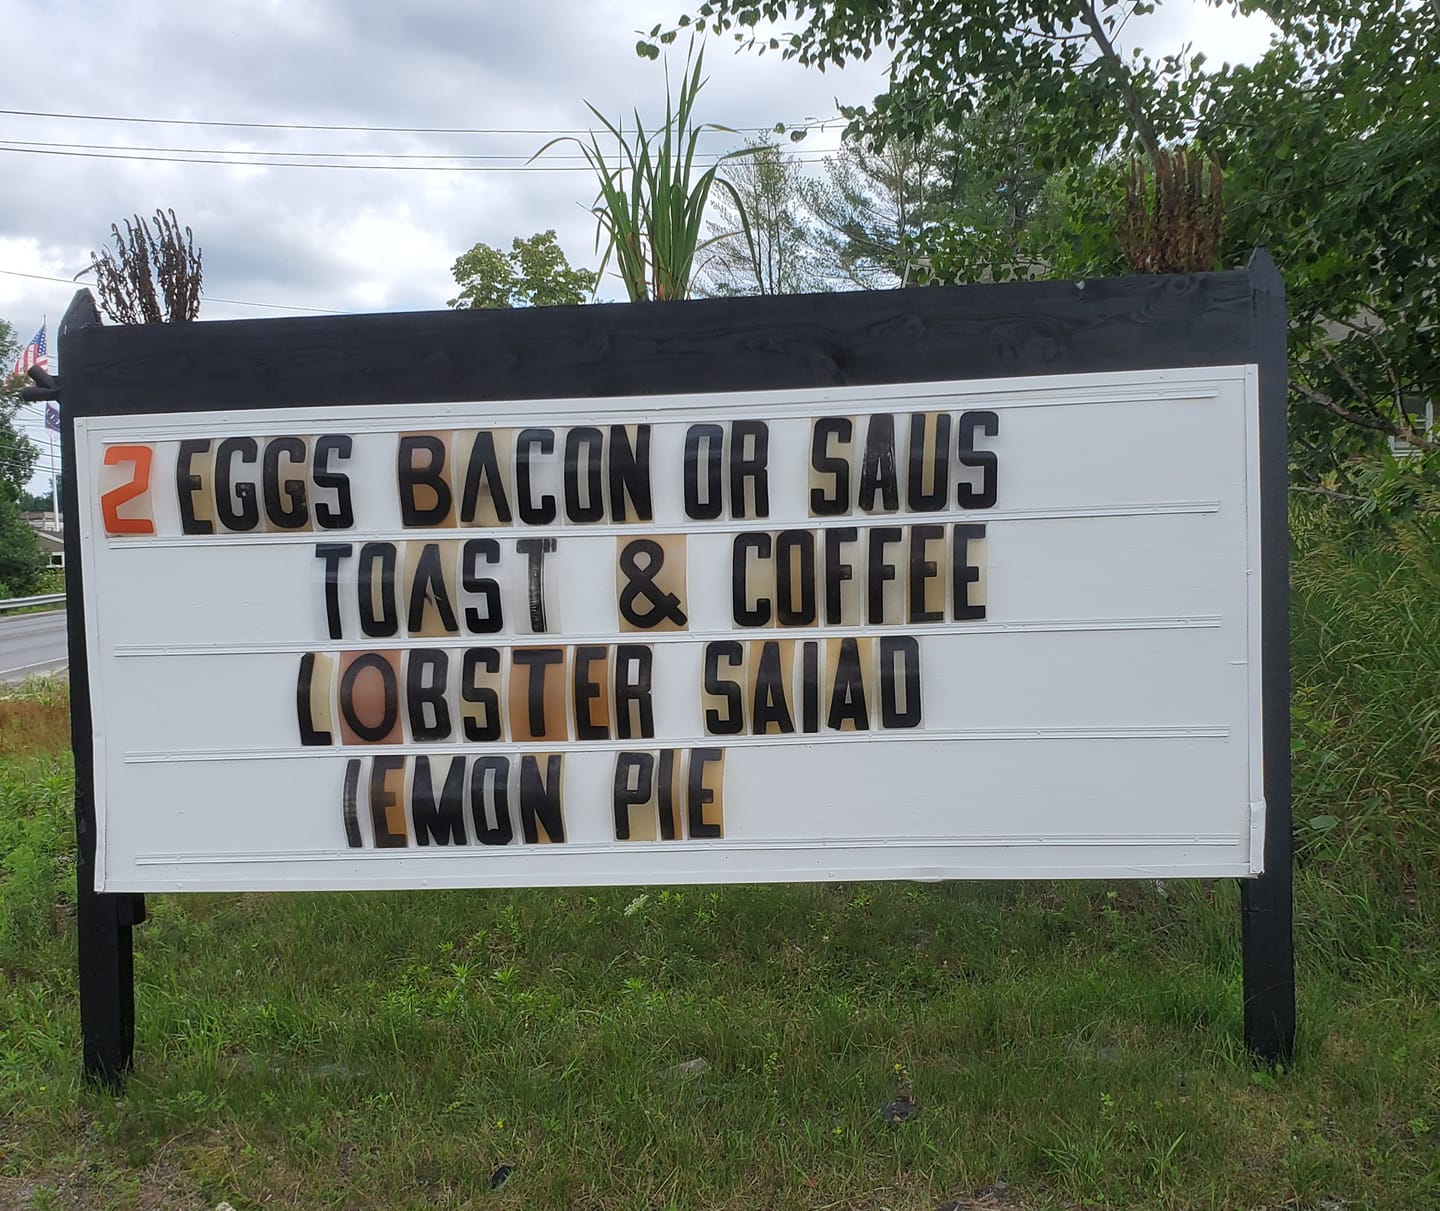 2 EGGS BACON OR SAUS
TOAST & COFFEE
LOBSTER SAIAD
IEMON PIE